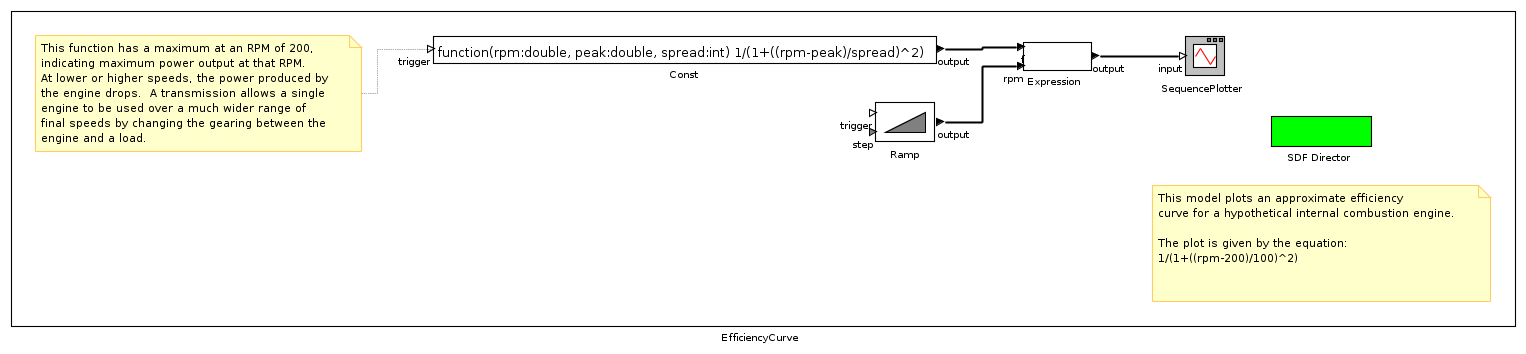 This function has a maximum at an RPM of 200,
indicating maximum power output at that RPM.
At lower or higher speeds, the power produced by
the engine drops.  A transmission allows a single
engine to be used over a much wider range of
final speeds by changing the gearing between the
engine and a load.
trigger
function(rpm:double, peak:double, spread:int) 1/(1+((rpm-peak)/spread)^2)
output
Const
trigger
step
output
Ramp
rpm
Expression
output
input
SequencePlotter
SDF Director
This model plots an approximate efficiency
curve for a hypothetical internal combustion engine.
The plot is given by the equation:
1/(1+((rpm-200)/100)^2)
EfficiencyCurve